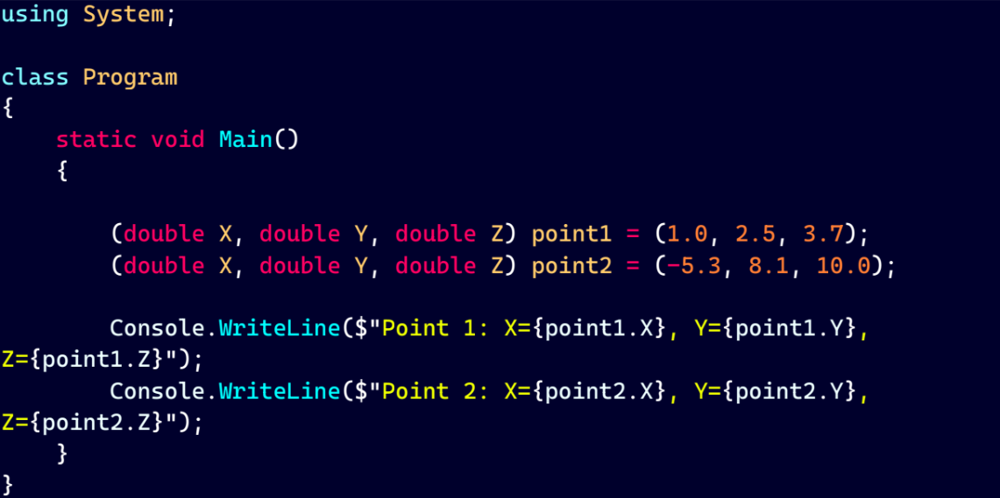 using System;
class Program
{
static void Main()
{
(double X, double Y, double Z) point1 = (1.0, 2.5, 3.7);
(double X, double Y, double Z) point2 = (-5.3, 8.1, 10.0);
Console.WriteLine($"Point 1: X={point1.X}, Y={point1.Y},
Z={point1.Z}");
Console.WriteLine($"Point 2: X={point2.X}, Y={point2.Y},
Z={point2.Z}");
}
}